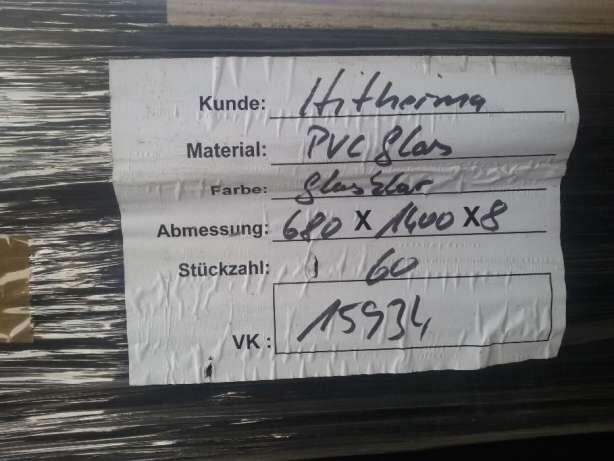 Kunde: Hitherma
Material: PVC Glas
Farbe: glasklar
Abmessung: 680 X 1400 X 8
Stückzahl: 60
VK: 15934